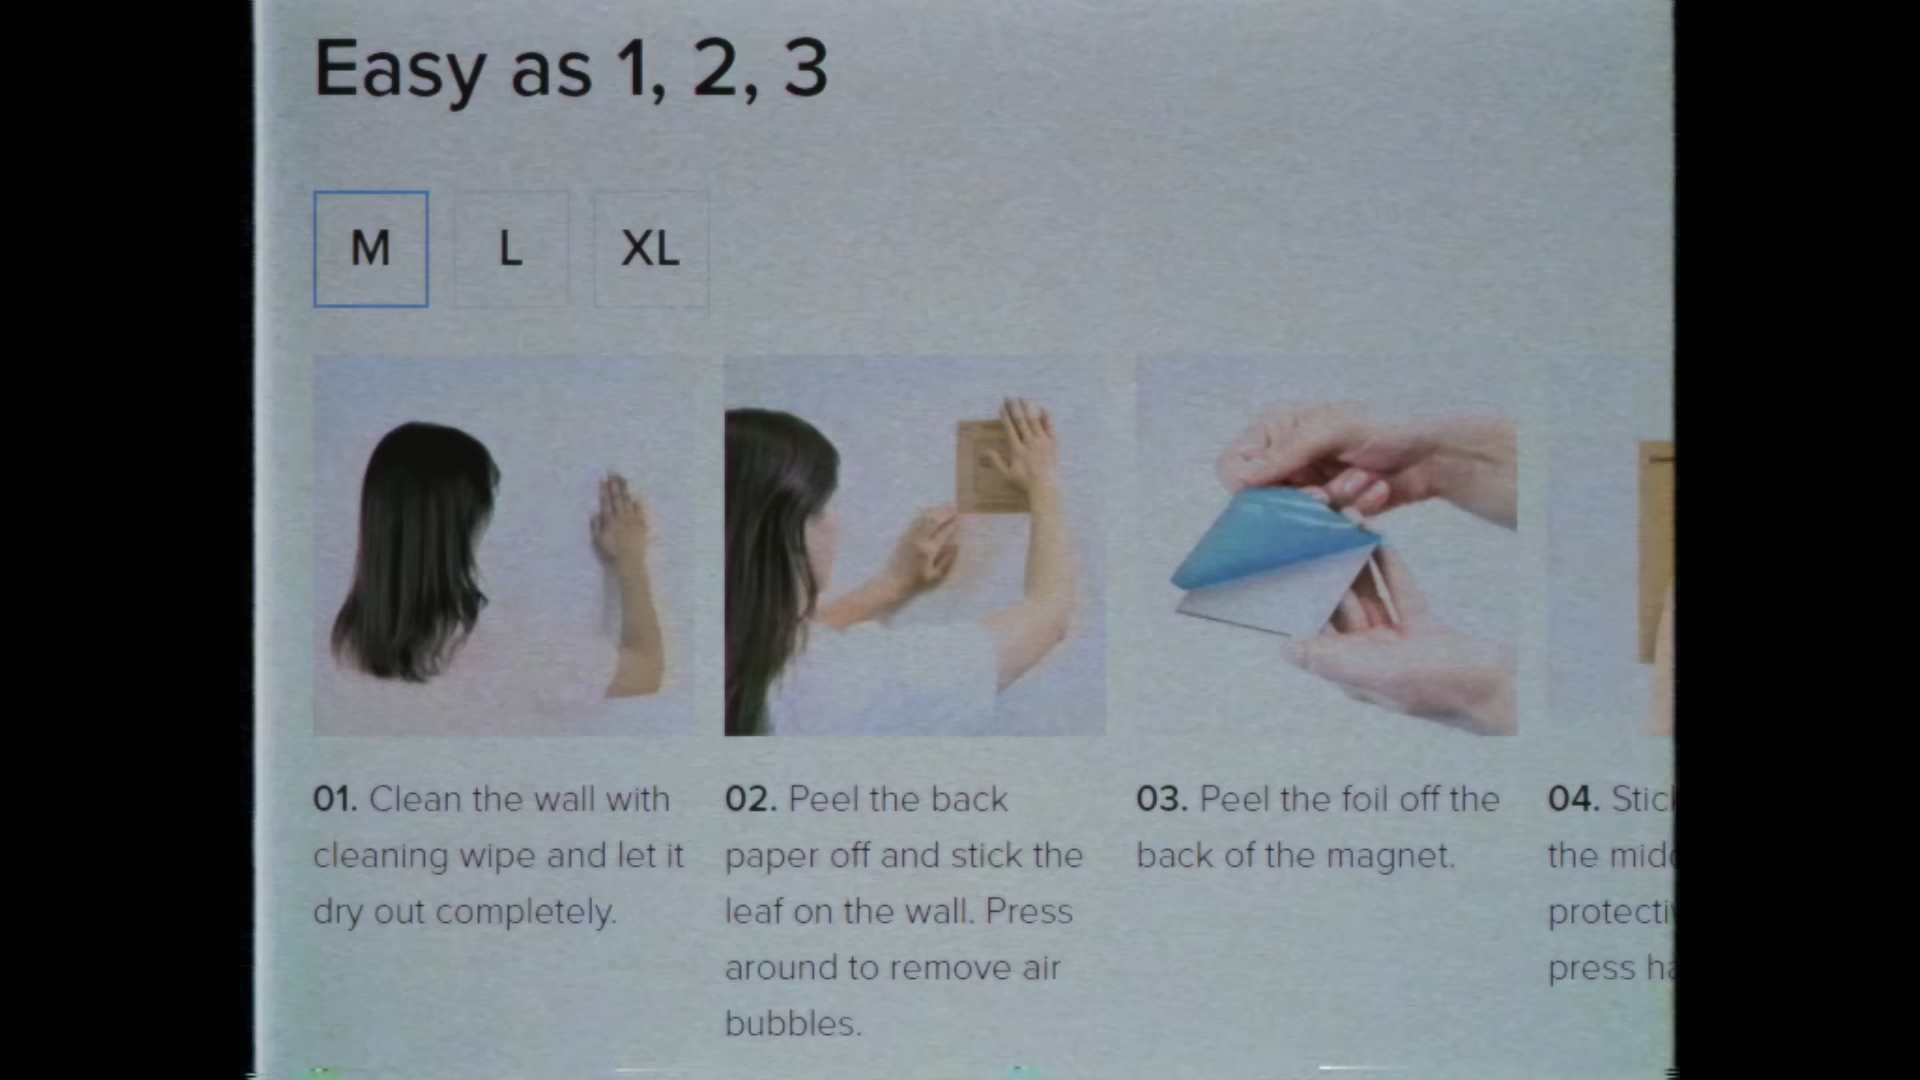 Easy as 1, 2, 3
M L XL
01. Clean the wall with
cleaning wipe and let it
dry out completely.
02. Peel the back
paper off and stick the
leaf on the wall. Press
around to remove air
bubbles.
03. Peel the foil off the
back of the magnet.
04.
the
press